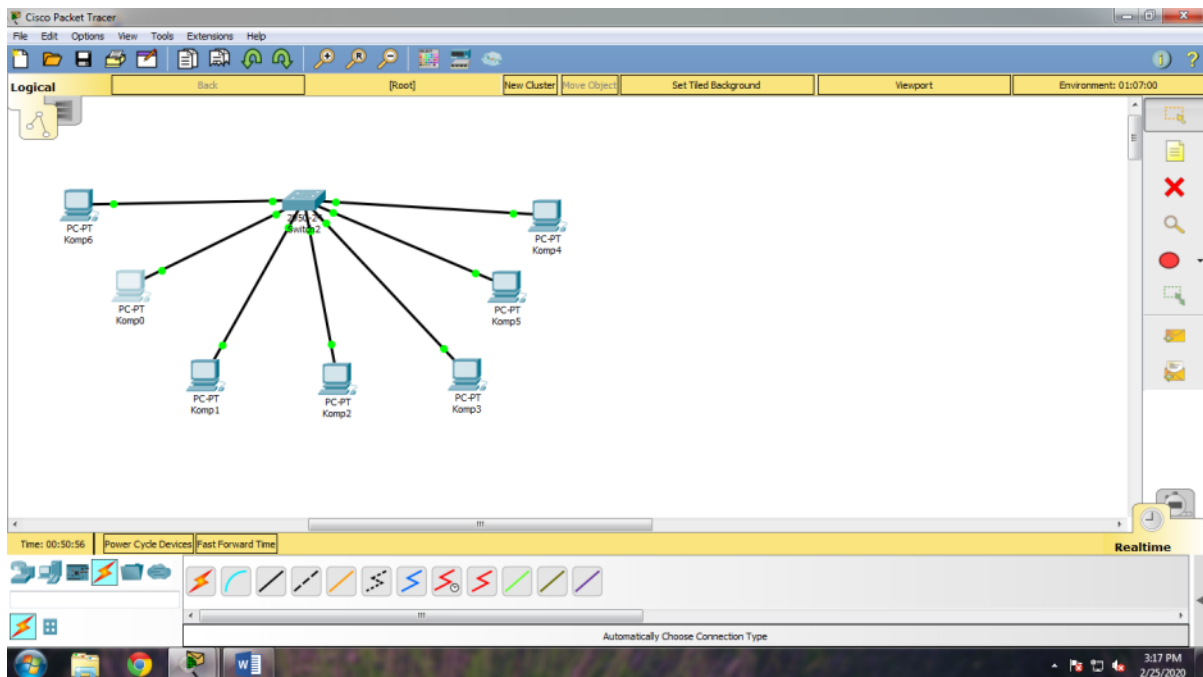 Cisco Packet Tracer
File Edit Options View Tools Extensions Help
Logical Back [Root] New Cluster Move Object Set Tiled Background Viewport Environment: 01:07:00
PC-PT
Komp6
2950-24
Switch2
PC-PT
Komp4
PC-PT
Komp0
PC-PT
Komp5
PC-PT
Komp1
PC-PT
Komp2
PC-PT
Komp3
Time: 00:50:56 Power Cycle Devices Fast Forward Time Realtime
Automatically Choose Connection Type
3:17 PM
2/25/2020